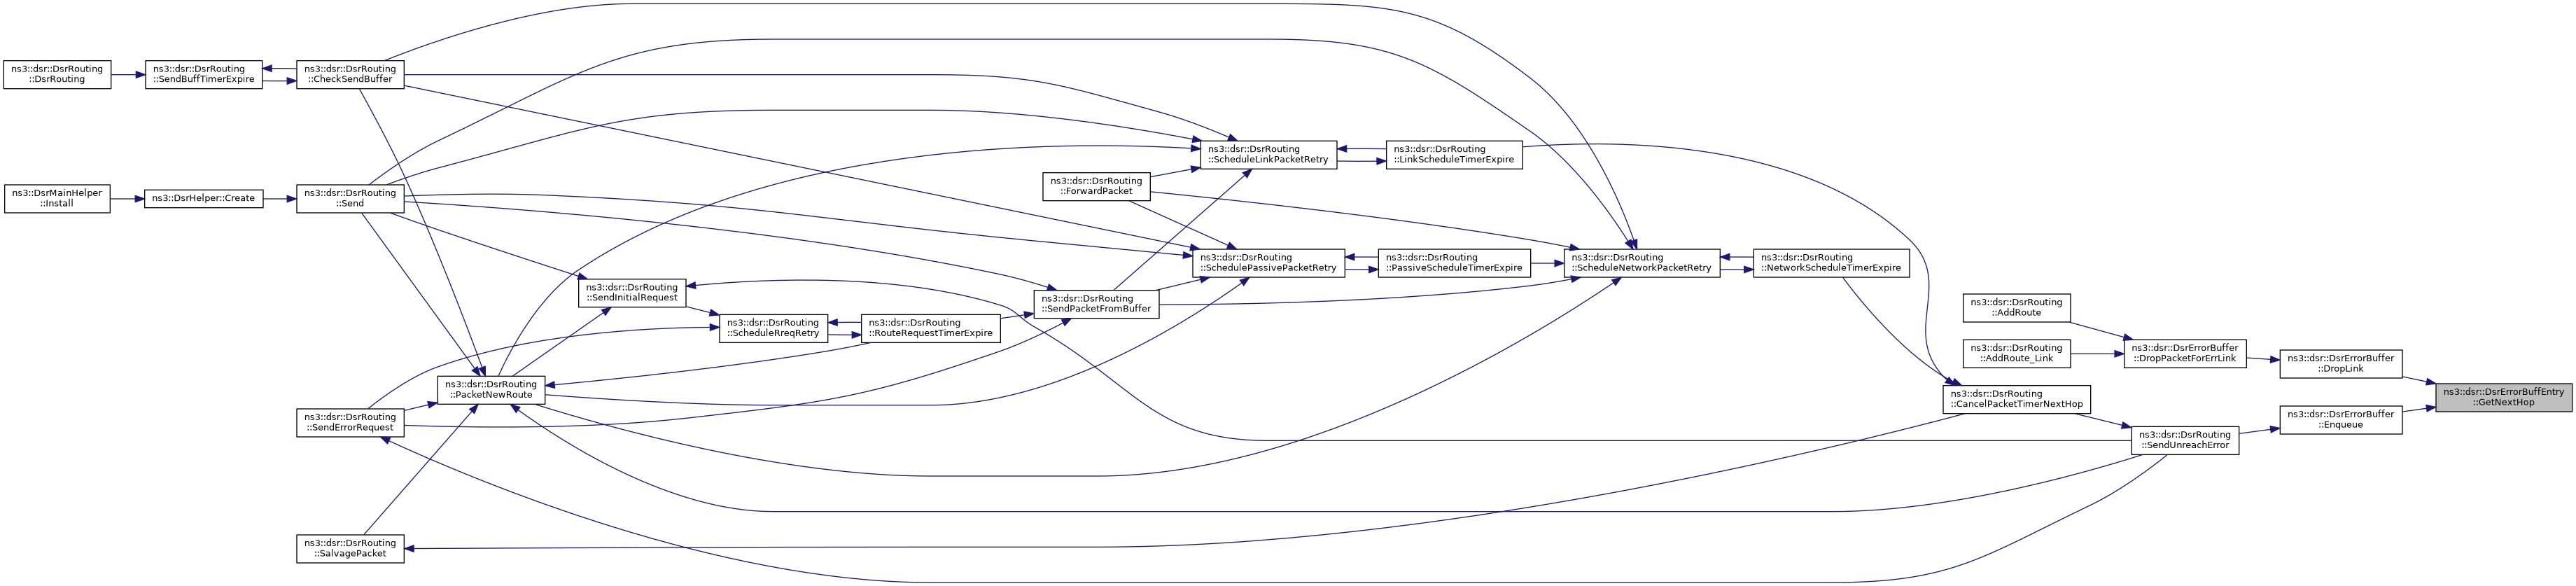 ns3::dsr::DsrRouting
::DsrRouting
ns3::dsr::DsrRouting
::SendBuffTimerExpire
ns3::dsr::DsrRouting
::CheckSendBuffer
ns3::DsrMainHelper
::Install
ns3::DsrHelper::Create
ns3::dsr::DsrRouting
::Send
ns3::dsr::DsrRouting
::SendInitialRequest
ns3::dsr::DsrRouting
::ScheduleRreqRetry
ns3::dsr::DsrRouting
::RouteRequestTimerExpire
ns3::dsr::DsrRouting
::PacketNewRoute
ns3::dsr::DsrRouting
::SendErrorRequest
ns3::dsr::DsrRouting
::SalvagePacket
ns3::dsr::DsrRouting
::ForwardPacket
ns3::dsr::DsrRouting
::SendPacketFromBuffer
ns3::dsr::DsrRouting
::ScheduleLinkPacketRetry
ns3::dsr::DsrRouting
::LinkScheduleTimerExpire
ns3::dsr::DsrRouting
::SchedulePassivePacketRetry
ns3::dsr::DsrRouting
::PassiveScheduleTimerExpire
ns3::dsr::DsrRouting
::ScheduleNetworkPacketRetry
ns3::dsr::DsrRouting
::NetworkScheduleTimerExpire
ns3::dsr::DsrRouting
::AddRoute
ns3::dsr::DsrRouting
::AddRoute_Link
ns3::dsr::DsrRouting
::CancelPacketTimerNextHop
ns3::dsr::DsrErrorBuffer
::DropPacketForErrLink
ns3::dsr::DsrRouting
::SendUnreachError
ns3::dsr::DsrErrorBuffer
::DropLink
ns3::dsr::DsrErrorBuffer
::Enqueue
ns3::dsr::DsrErrorBuffEntry
::GetNextHop